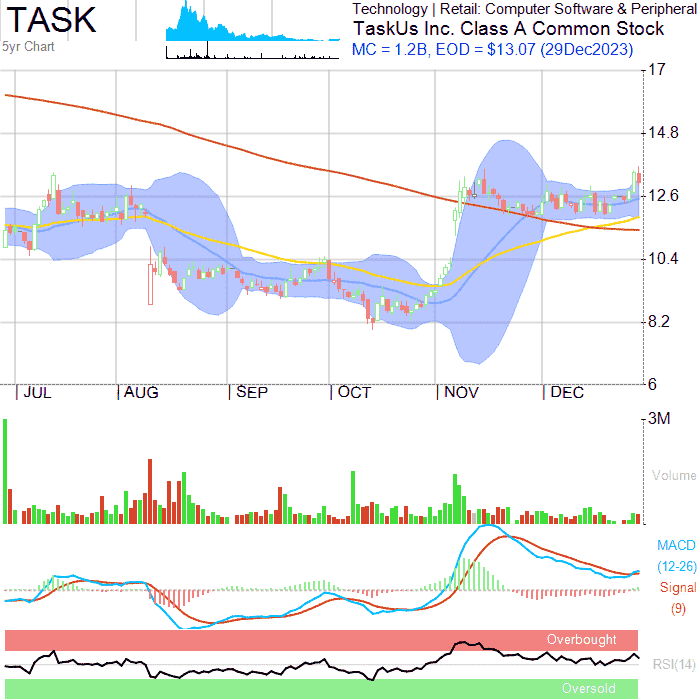 TASK
5yr Chart
Technology | Retail: Computer Software & Peripheral
TaskUs Inc. Class A Common Stock
MC = 1.2B, EOD = $13.07 (29Dec2023)
17
14.8
12.6
10.4
8.2
6
JUL AUG SEP OCT NOV DEC
3M
Volume
MACD
(12-26)
Signal
(9)
Overbought
RSI(14)
Oversold